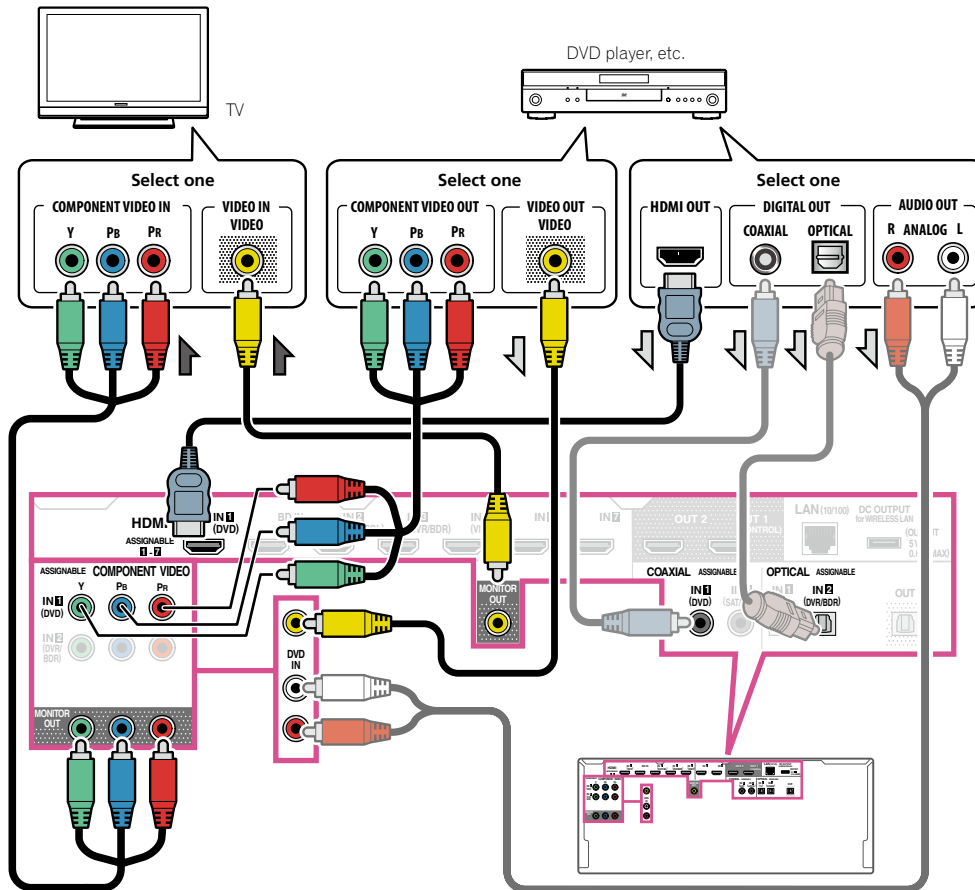 DVD player, etc.
TV
Select one
Select one
Select one
COMPONENT VIDEO IN
VIDEO IN
VIDEO
Y PB PR
COMPONENT VIDEO OUT
VIDEO OUT
VIDEO
Y PB PR
HDMI OUT
DIGITAL OUT
COAXIAL OPTICAL
AUDIO OUT
R ANALOG L
HDMI
ASSIGNABLE
1 - 7
IN 1
(DVD)
IN 7
OUT 2
LAN (10/100)
DC OUTPUT
for WIRELESS LAN
ASSIGNABLE COMPONENT VIDEO
Y PB PR
IN 1
(DVD)
IN 2
(DVR/
BDR)
MONITOR
OUT
DVD
IN
MONITOR
OUT
COAXIAL ASSIGNABLE
IN 1
(DVD)
OPTICAL ASSIGNABLE
IN 2
(DVR/BDR)
OUT